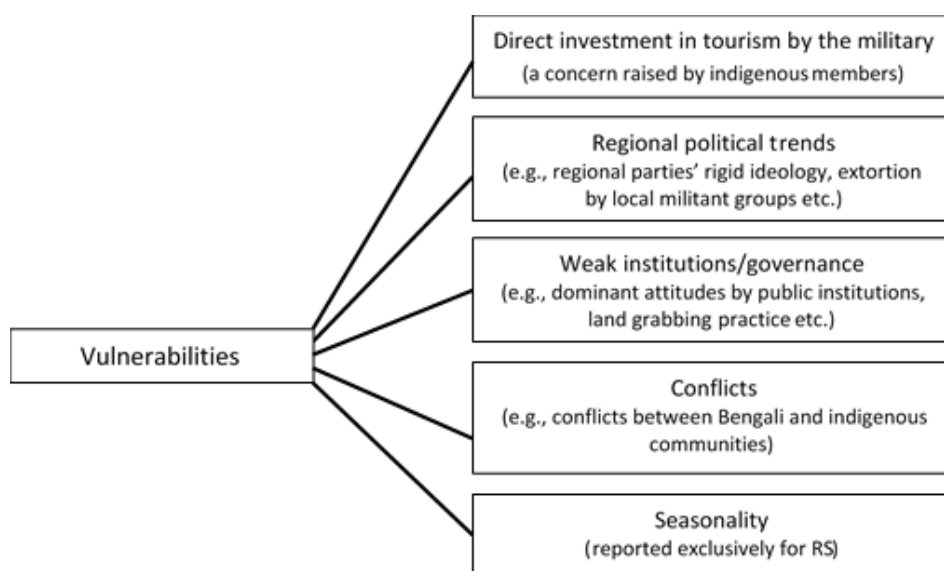 Direct investment in tourism by the military
(a concern raised by indigenous members)
Regional political trends
(e.g., regional parties’ rigid ideology, extortion
by local militant groups etc.)
Weak institutions/governance
(e.g., dominant attitudes by public institutions,
land grabbing practice etc.)
Vulnerabilities
Conflicts
(e.g., conflicts between Bengali and indigenous
communities)
Seasonality
(reported exclusively for RS)